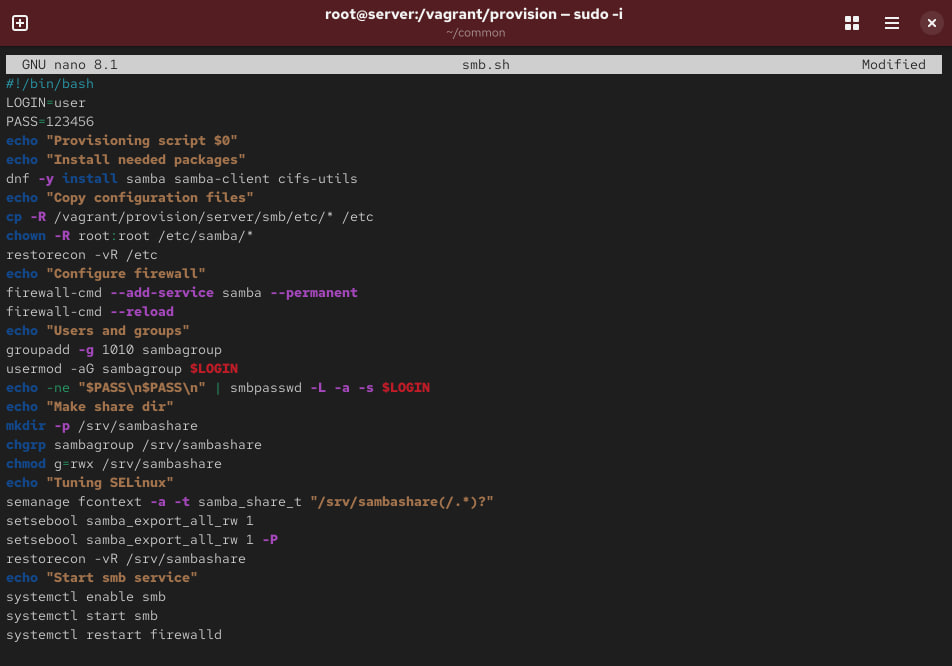 root@server:/vagrant/provision — sudo -i
~/common
GNU nano 8.1 smb.sh Modified
#!/bin/bash
LOGIN=user
PASS=123456
echo "Provisioning script $0"
echo "Install needed packages"
dnf -y install samba samba-client cifs-utils
echo "Copy configuration files"
cp -R /vagrant/provision/server/smb/etc/* /etc
chown -R root:root /etc/samba/*
restorecon -vR /etc
echo "Configure firewall"
firewall-cmd --add-service samba --permanent
firewall-cmd --reload
echo "Users and groups"
groupadd -g 1010 sambagroup
usermod -aG sambagroup $LOGIN
echo -ne "$PASS\n$PASS\n" | smbpasswd -L -a -s $LOGIN
echo "Make share dir"
mkdir -p /srv/sambashare
chgrp sambagroup /srv/sambashare
chmod g=rwx /srv/sambashare
echo "Tuning SELinux"
semanage fcontext -a -t samba_share_t "/srv/sambashare(/.*)?"
setsebool samba_export_all_rw 1
setsebool samba_export_all_rw 1 -P
restorecon -vR /srv/sambashare
echo "Start smb service"
systemctl enable smb
systemctl start smb
systemctl restart firewalld